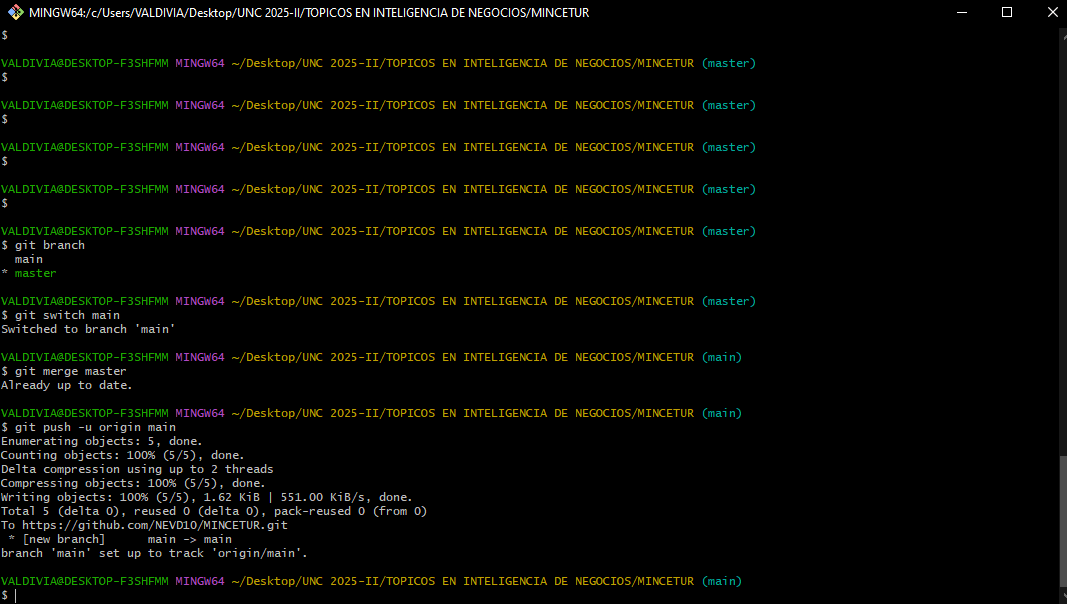 MINGW64:/c/Users/VALDIVIA/Desktop/UNC 2025-II/TOPICOS EN INTELIGENCIA DE NEGOCIOS/MINCETUR
$
VALDIVIA@DESKTOP-F3SHFMM MINGW64 ~/Desktop/UNC 2025-II/TOPICOS EN INTELIGENCIA DE NEGOCIOS/MINCETUR (master)
$
VALDIVIA@DESKTOP-F3SHFMM MINGW64 ~/Desktop/UNC 2025-II/TOPICOS EN INTELIGENCIA DE NEGOCIOS/MINCETUR (master)
$
VALDIVIA@DESKTOP-F3SHFMM MINGW64 ~/Desktop/UNC 2025-II/TOPICOS EN INTELIGENCIA DE NEGOCIOS/MINCETUR (master)
$
VALDIVIA@DESKTOP-F3SHFMM MINGW64 ~/Desktop/UNC 2025-II/TOPICOS EN INTELIGENCIA DE NEGOCIOS/MINCETUR (master)
$
VALDIVIA@DESKTOP-F3SHFMM MINGW64 ~/Desktop/UNC 2025-II/TOPICOS EN INTELIGENCIA DE NEGOCIOS/MINCETUR (master)
$ git branch
  main
* master
VALDIVIA@DESKTOP-F3SHFMM MINGW64 ~/Desktop/UNC 2025-II/TOPICOS EN INTELIGENCIA DE NEGOCIOS/MINCETUR (master)
$ git switch main
Switched to branch 'main'
VALDIVIA@DESKTOP-F3SHFMM MINGW64 ~/Desktop/UNC 2025-II/TOPICOS EN INTELIGENCIA DE NEGOCIOS/MINCETUR (main)
$ git merge master
Already up to date.
VALDIVIA@DESKTOP-F3SHFMM MINGW64 ~/Desktop/UNC 2025-II/TOPICOS EN INTELIGENCIA DE NEGOCIOS/MINCETUR (main)
$ git push -u origin main
Enumerating objects: 5, done.
Counting objects: 100% (5/5), done.
Delta compression using up to 2 threads
Compressing objects: 100% (5/5), done.
Writing objects: 100% (5/5), 1.62 KiB | 551.00 KiB/s, done.
Total 5 (delta 0), reused 0 (delta 0), pack-reused 0 (from 0)
To https://github.com/NEVD10/MINCETUR.git
 * [new branch]      main -> main
branch 'main' set up to track 'origin/main'.
VALDIVIA@DESKTOP-F3SHFMM MINGW64 ~/Desktop/UNC 2025-II/TOPICOS EN INTELIGENCIA DE NEGOCIOS/MINCETUR (main)
$